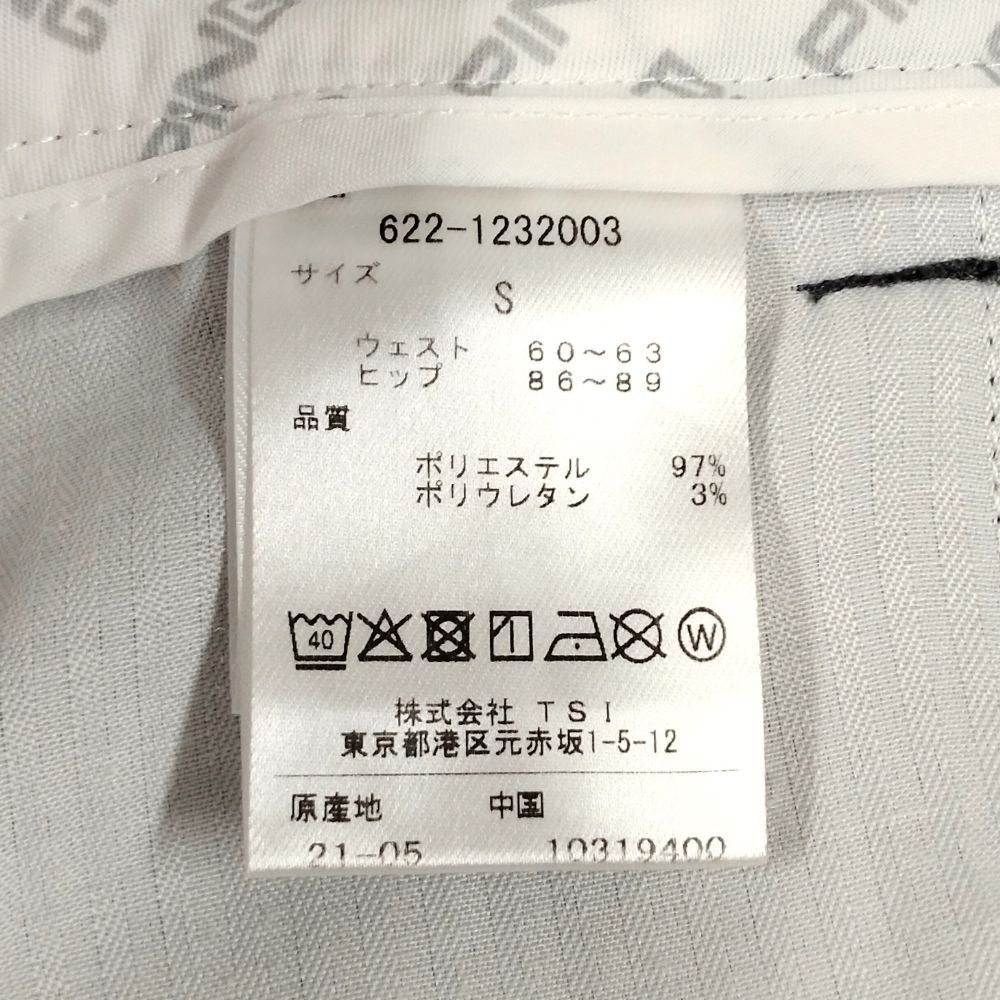 PING
PING
PIN
622-1232003
サイズ
S
ウェスト 60～63
ヒップ 86～89
品質
ポリエステル 97%
ポリウレタン 3%
40
W
株式会社 TSI
東京都港区元赤坂1-5-12
原産地 中国
21-05 10319400